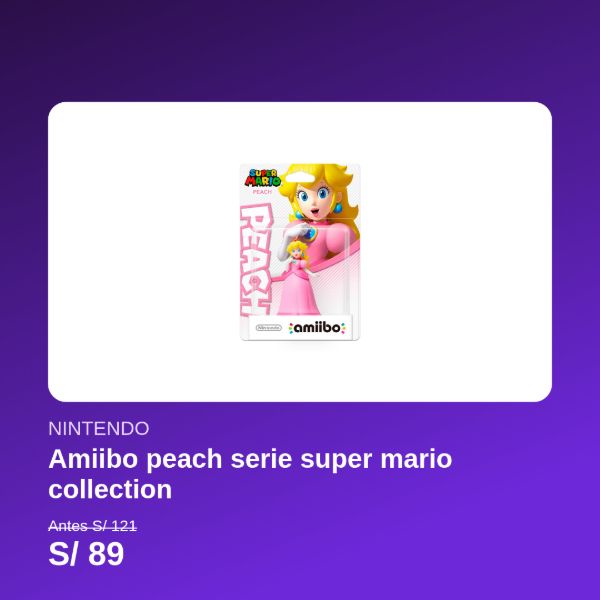 SUPER
MARIO
PEACH
PEACH
Nintendo
amiibo
NINTENDO
Amiibo peach serie super mario
collection
Antes S/ 121
S/ 89